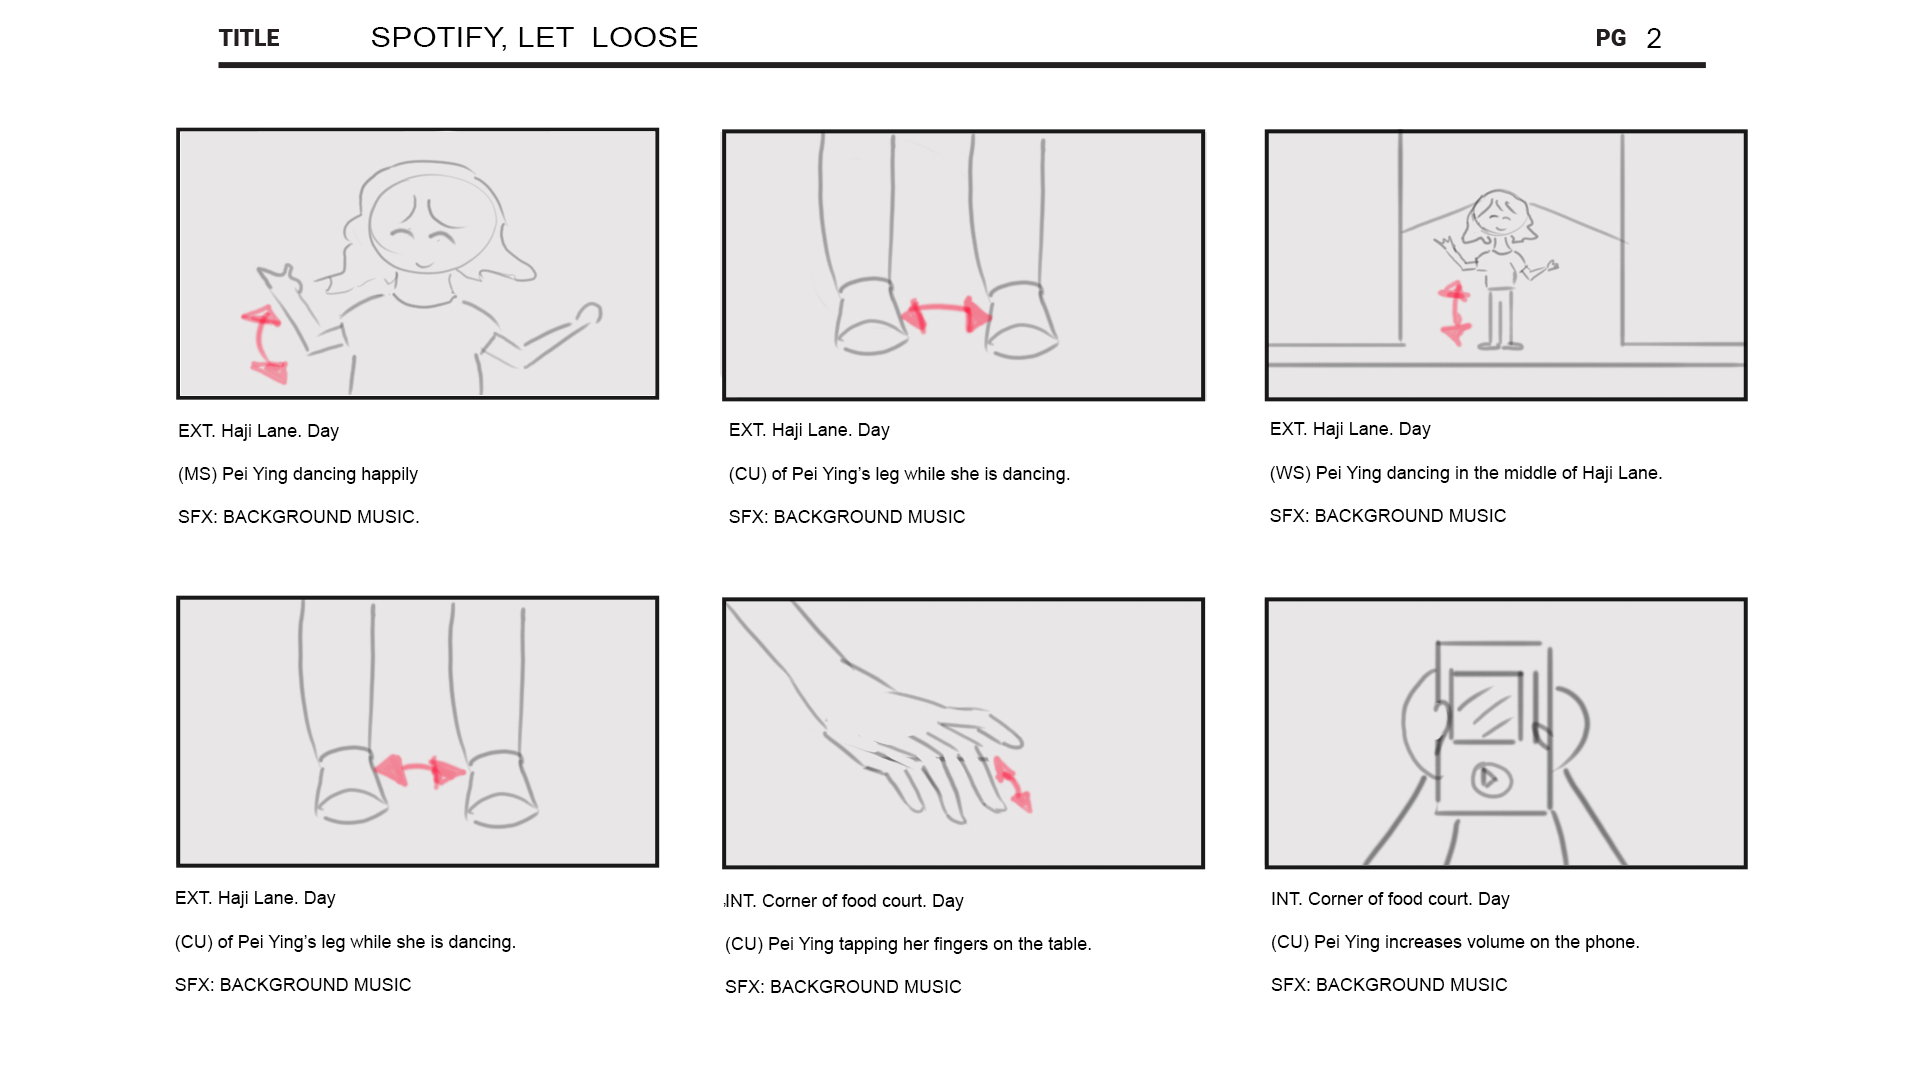 TITLE SPOTIFY, LET LOOSE PG 2
EXT. Haji Lane. Day
(MS) Pei Ying dancing happily
SFX: BACKGROUND MUSIC.
EXT. Haji Lane. Day
(CU) of Pei Ying’s leg while she is dancing.
SFX: BACKGROUND MUSIC
EXT. Haji Lane. Day
(WS) Pei Ying dancing in the middle of Haji Lane.
SFX: BACKGROUND MUSIC
EXT. Haji Lane. Day
(CU) of Pei Ying’s leg while she is dancing.
SFX: BACKGROUND MUSIC
INT. Corner of food court. Day
(CU) Pei Ying tapping her fingers on the table.
SFX: BACKGROUND MUSIC
INT. Corner of food court. Day
(CU) Pei Ying increases volume on the phone.
SFX: BACKGROUND MUSIC